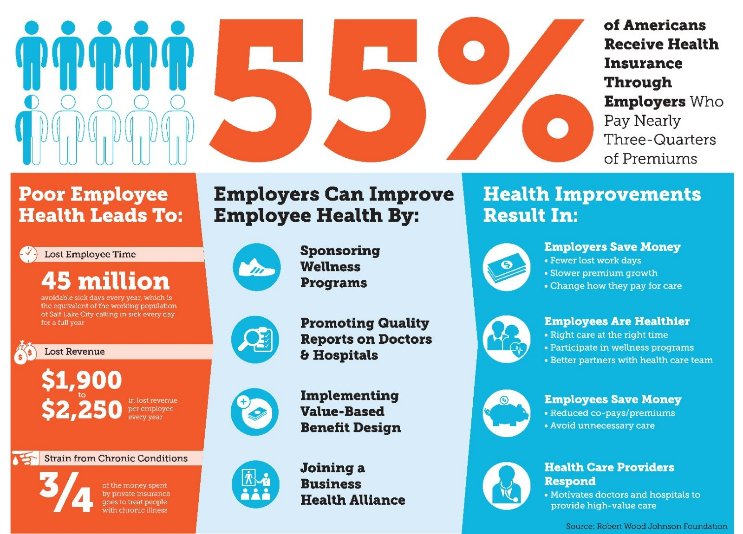 55%
of Americans
Receive Health
Insurance
Through
Employers Who
Pay Nearly
Three-Quarters
of Premiums
Poor Employee
Health Leads To:
Lost Employee Time
45 million
avoidable sick days every year, which is
the equivalent of the working population
of Salt Lake City calling in sick every day
for a full year
Lost Revenue
$1,900
to
$2,250
in lost revenue
per employee
every year
Strain from Chronic Conditions
3/4
of the money spent
by private insurance
goes to treat people
with chronic illness
Employers Can Improve
Employee Health By:
Sponsoring
Wellness
Programs
Promoting Quality
Reports on Doctors
& Hospitals
Implementing
Value-Based
Benefit Design
Joining a
Business
Health Alliance
Health Improvements
Result In:
Employers Save Money
• Fewer lost work days
• Slower premium growth
• Change how they pay for care
Employees Are Healthier
• Right care at the right time
• Participate in wellness programs
• Better partners with health care team
Employees Save Money
• Reduced co-pays/premiums
• Avoid unnecessary care
Health Care Providers
Respond
• Motivates doctors and hospitals to
provide high-value care
Source: Robert Wood Johnson Foundation